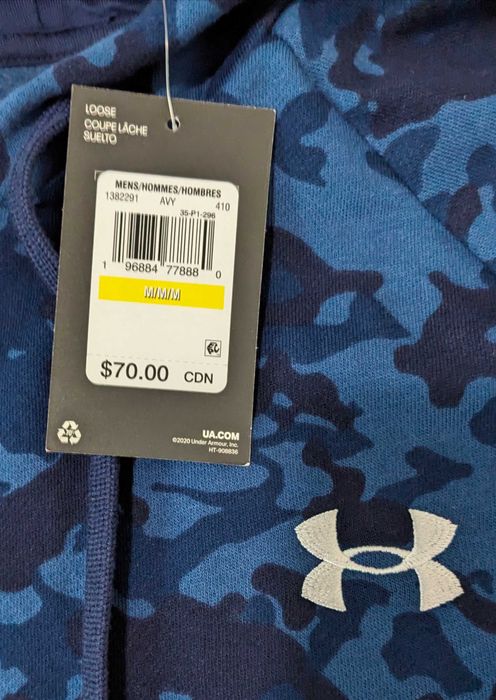 LOOSE
COUPE LÂCHE
SUELTO
MENS/HOMMES/HOMBRES
1382291 AVY 410
35-P1-296
1 96884 77888 0
M/M/M
$70.00 CDN
UA.COM
©2020 Under Armour, Inc.
HT-908836